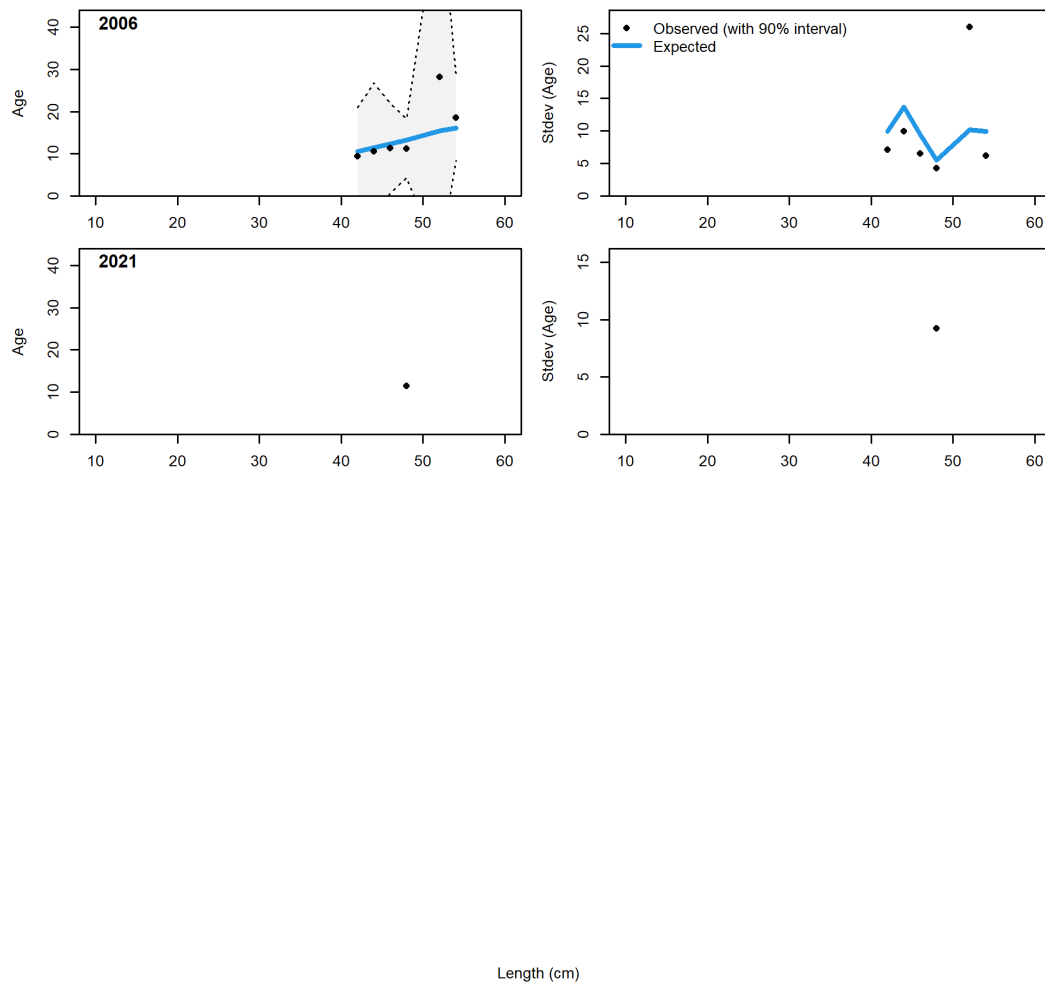 2006
Age
0 10 20 30 40
10 20 30 40 50 60
Observed (with 90% interval)
Expected
Stdev (Age)
0 5 10 15 20 25
10 20 30 40 50 60
2021
Age
0 10 20 30 40
10 20 30 40 50 60
Stdev (Age)
0 5 10 15
10 20 30 40 50 60
Length (cm)